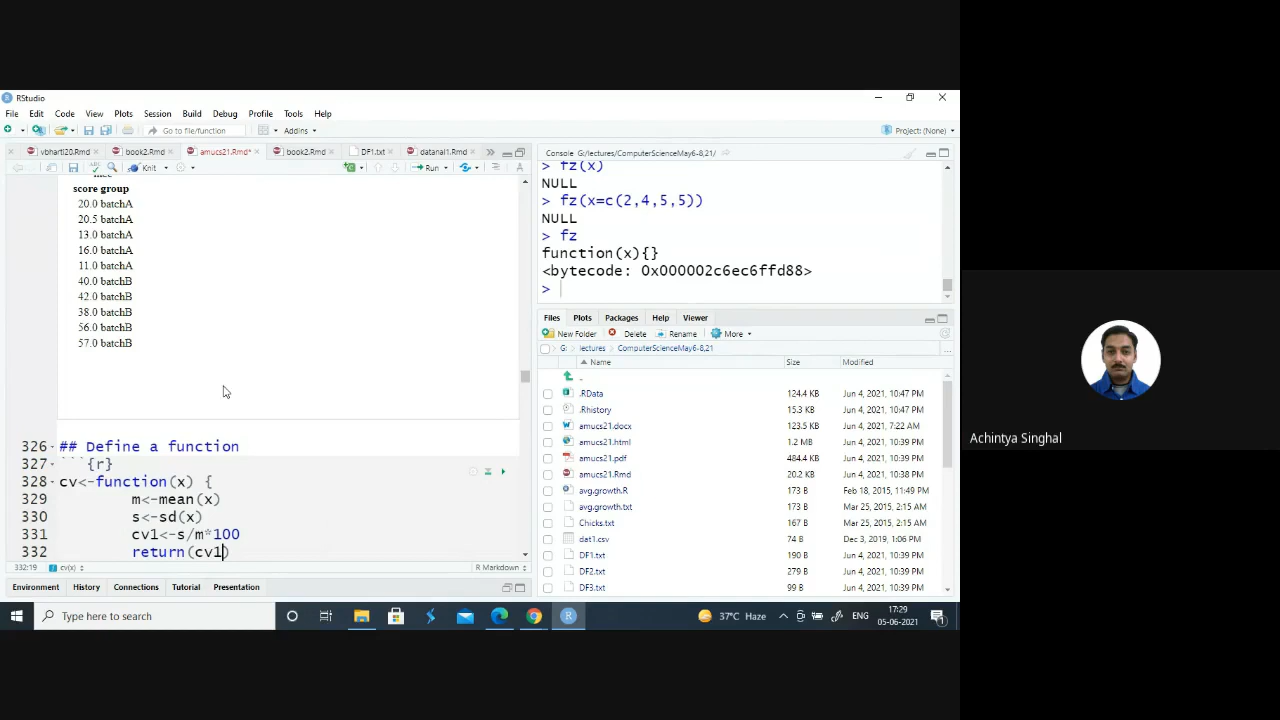 RStudio
File Edit Code View Plots Session Build Debug Profile Tools Help
Go to file/function Addins Project: (None)
vbharti20.Rmd book2.Rmd amucs21.Rmd* book2.Rmd DF1.txt datanal1.Rmd
Knit Run
score group
20.0 batchA
20.5 batchA
13.0 batchA
16.0 batchA
11.0 batchA
40.0 batchB
42.0 batchB
38.0 batchB
56.0 batchB
57.0 batchB
326 ## Define a function
327 ```{r}
328 cv<-function(x) {
329 m<-mean(x)
330 s<-sd(x)
331 cv1<-s/m*100
332 return(cv1)
332:19 cv(x) R Markdown
Environment History Connections Tutorial Presentation
Console G:/lectures/ComputerScienceMay6-8,21/
> fz(x)
NULL
> fz(x=c(2,4,5,5))
NULL
> fz
function(x){}
<bytecode: 0x000002c6ec6ffd88>
>
Files Plots Packages Help Viewer
New Folder Delete Rename More
G: lectures ComputerScienceMay6-8,21 ...
Name Size Modified
..
.RData 124.4 KB Jun 4, 2021, 10:47 PM
.Rhistory 15.3 KB Jun 4, 2021, 10:47 PM
amucs21.docx 123.5 KB Jun 4, 2021, 7:22 AM
amucs21.html 1.2 MB Jun 4, 2021, 10:39 PM
amucs21.pdf 484.4 KB Jun 4, 2021, 10:39 PM
amucs21.Rmd 20.2 KB Jun 4, 2021, 10:38 PM
avg.growth.R 173 B Feb 18, 2015, 11:49 PM
avg.growth.txt 173 B Mar 25, 2015, 2:15 AM
Chicks.txt 167 B Mar 25, 2015, 2:15 AM
dat1.csv 74 B Dec 3, 2019, 1:06 PM
DF1.txt 190 B Jun 4, 2021, 10:39 PM
DF2.txt 279 B Jun 4, 2021, 10:39 PM
DF3.txt 99 B Jun 4, 2021, 10:39 PM
Type here to search 37°C Haze ENG 17:29
05-06-2021
Achintya Singhal